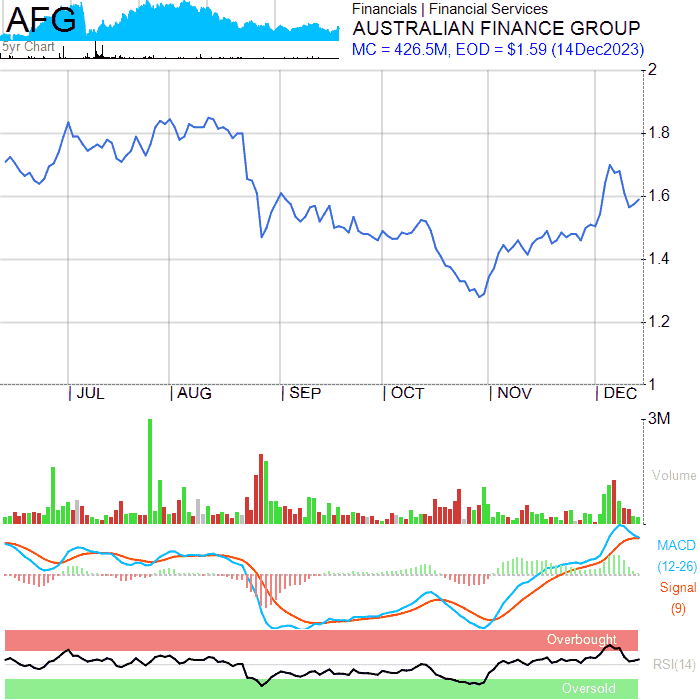 AFG
5yr Chart
Financials | Financial Services
AUSTRALIAN FINANCE GROUP
MC = 426.5M, EOD = $1.59 (14Dec2023)
2
1.8
1.6
1.4
1.2
1
JUL AUG SEP OCT NOV DEC
3M
Volume
MACD
(12-26)
Signal
(9)
Overbought
RSI(14)
Oversold